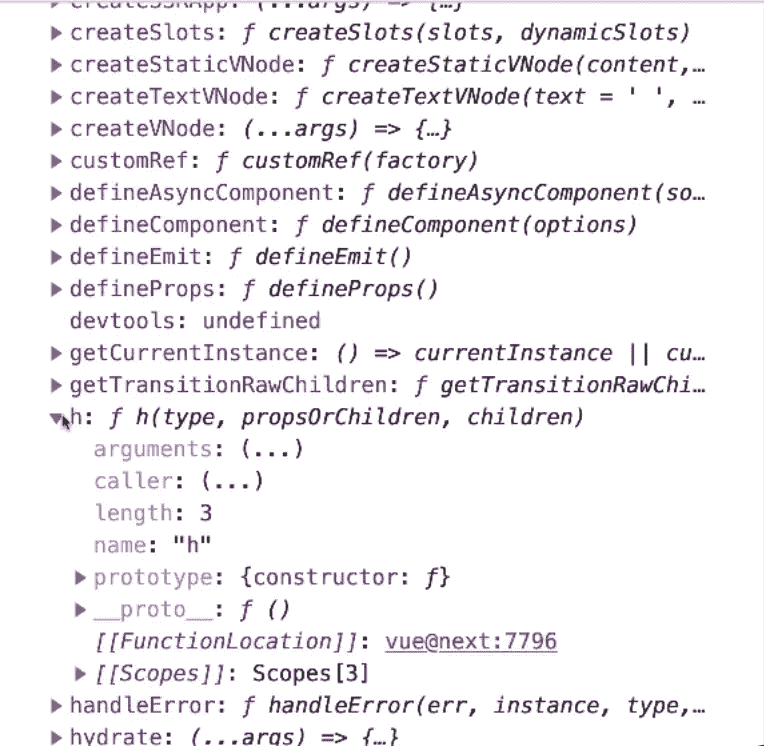 createSSRApp: (...args) => {…}
createSlots: ƒ createSlots(slots, dynamicSlots)
createStaticVNode: ƒ createStaticVNode(content,…
createTextVNode: ƒ createTextVNode(text = ' ', …
createVNode: (...args) => {…}
customRef: ƒ customRef(factory)
defineAsyncComponent: ƒ defineAsyncComponent(so…
defineComponent: ƒ defineComponent(options)
defineEmit: ƒ defineEmit()
defineProps: ƒ defineProps()
devtools: undefined
getCurrentInstance: () => currentInstance || cu…
getTransitionRawChildren: ƒ getTransitionRawChi…
h: ƒ h(type, propsOrChildren, children)
arguments: (...)
caller: (...)
length: 3
name: "h"
prototype: {constructor: ƒ}
__proto__: ƒ ()
[[FunctionLocation]]: vue@next:7796
[[Scopes]]: Scopes[3]
handleError: ƒ handleError(err, instance, type,…
hydrate: (...args) => {…}